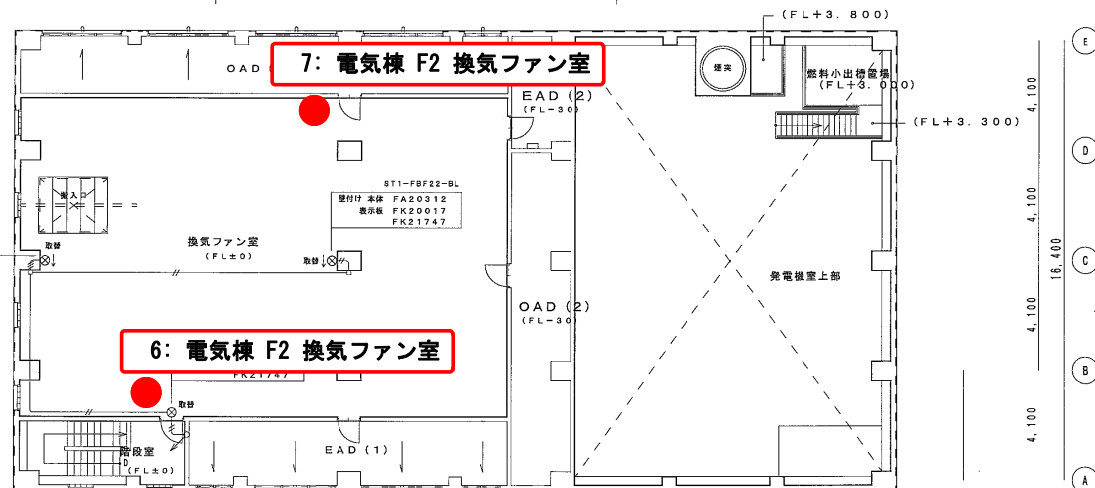 (FL+3. 800)
E
7: 電気棟 F2 換気ファン室
OAD (
煙突
燃料小出槽置場
(FL+3. 000)
4,100
EAD (2)
(FL-30)
(FL+3. 300)
D
ST1-FBF22-BL
壁付け 本体 FA20312
表示板 FK20017
FK21747
搬入口
4,100
換気ファン室
(FL±0)
取替
取替
16,400
C
発電機室上部
OAD (2)
(FL-30)
4,100
6: 電気棟 F2 換気ファン室
FK21747
B
取替
4,100
階段室
(FL±0)
D
EAD (1)
A